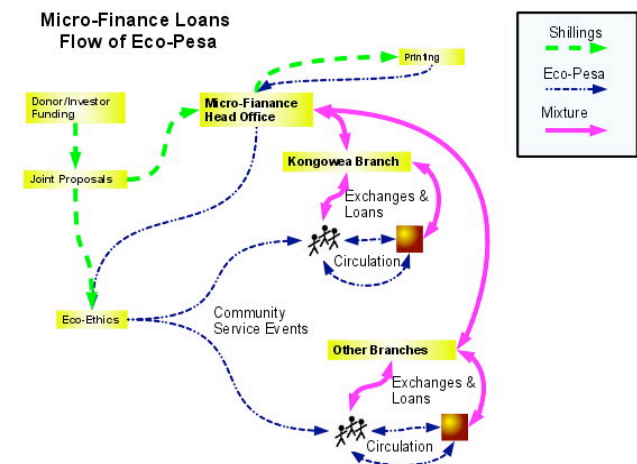 Micro-Finance Loans
Flow of Eco-Pesa
Shillings
Eco-Pesa
Mixture
Printing
Donor/Investor
Funding
Micro-Fianance
Head Office
Joint Proposals
Kongowea Branch
Exchanges &
Loans
Circulation
Eco-Ethics
Community
Service Events
Other Branches
Exchanges &
Loans
Circulation